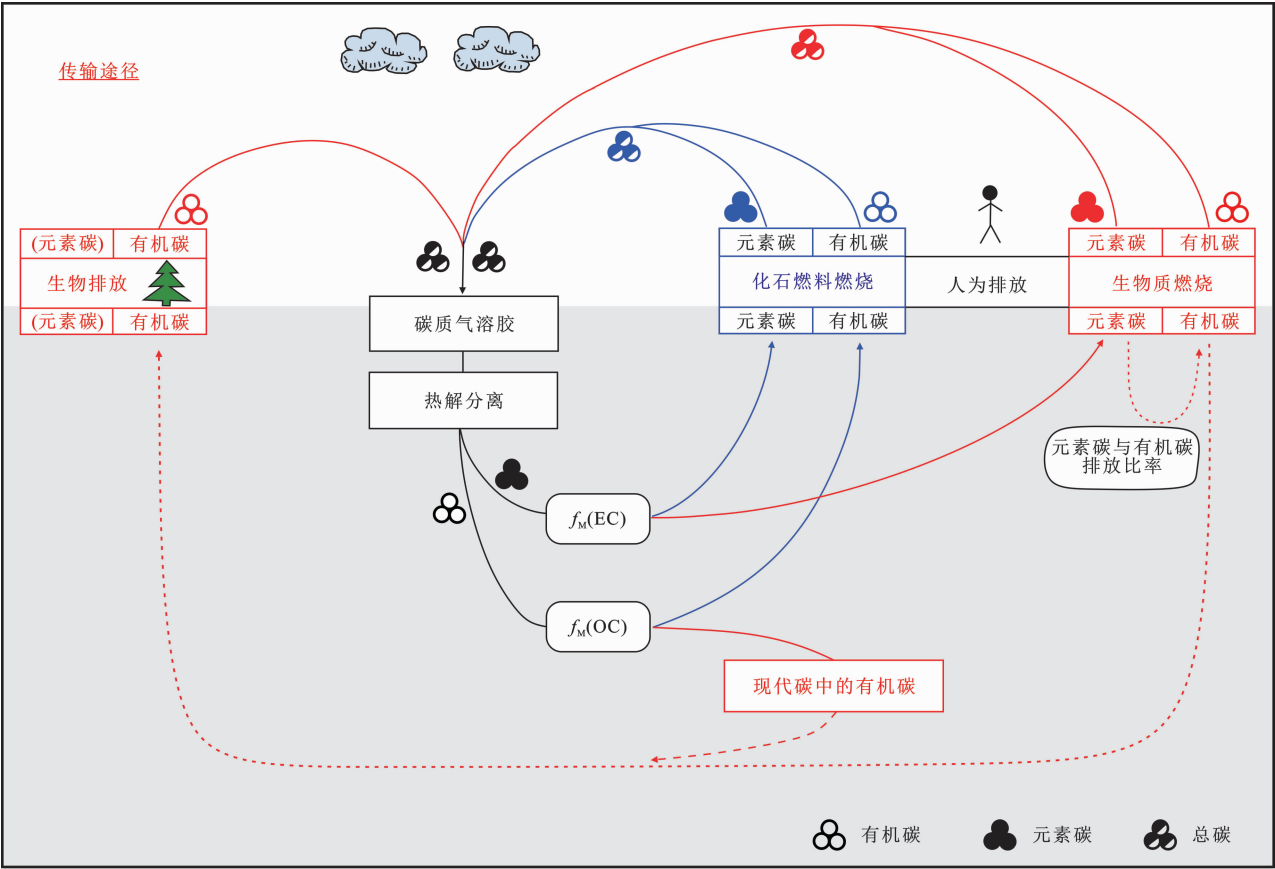 传输途径
(元素碳)
有机碳
生物排放
(元素碳)
有机碳
碳质气溶胶
热解分离
元素碳
有机碳
化石燃料燃烧
元素碳
有机碳
人为排放
元素碳
有机碳
生物质燃烧
元素碳
有机碳
元素碳与有机碳
排放比率
fM(EC)
fM(OC)
现代碳中的有机碳
有机碳
元素碳
总碳